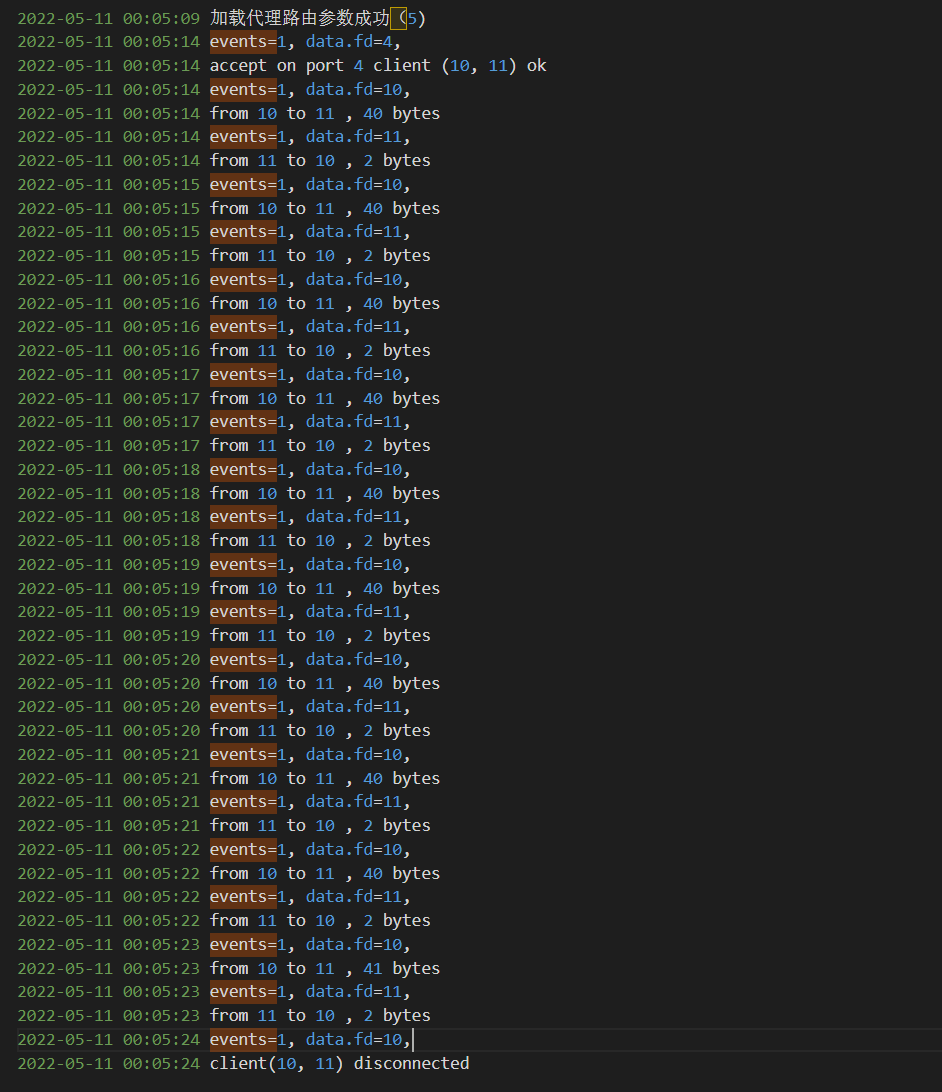 2022-05-11 00:05:09 加载代理路由参数成功（5)
2022-05-11 00:05:14 events=1, data.fd=4,
2022-05-11 00:05:14 accept on port 4 client (10, 11) ok
2022-05-11 00:05:14 events=1, data.fd=10,
2022-05-11 00:05:14 from 10 to 11 , 40 bytes
2022-05-11 00:05:14 events=1, data.fd=11,
2022-05-11 00:05:14 from 11 to 10 , 2 bytes
2022-05-11 00:05:15 events=1, data.fd=10,
2022-05-11 00:05:15 from 10 to 11 , 40 bytes
2022-05-11 00:05:15 events=1, data.fd=11,
2022-05-11 00:05:15 from 11 to 10 , 2 bytes
2022-05-11 00:05:16 events=1, data.fd=10,
2022-05-11 00:05:16 from 10 to 11 , 40 bytes
2022-05-11 00:05:16 events=1, data.fd=11,
2022-05-11 00:05:16 from 11 to 10 , 2 bytes
2022-05-11 00:05:17 events=1, data.fd=10,
2022-05-11 00:05:17 from 10 to 11 , 40 bytes
2022-05-11 00:05:17 events=1, data.fd=11,
2022-05-11 00:05:17 from 11 to 10 , 2 bytes
2022-05-11 00:05:18 events=1, data.fd=10,
2022-05-11 00:05:18 from 10 to 11 , 40 bytes
2022-05-11 00:05:18 events=1, data.fd=11,
2022-05-11 00:05:18 from 11 to 10 , 2 bytes
2022-05-11 00:05:19 events=1, data.fd=10,
2022-05-11 00:05:19 from 10 to 11 , 40 bytes
2022-05-11 00:05:19 events=1, data.fd=11,
2022-05-11 00:05:19 from 11 to 10 , 2 bytes
2022-05-11 00:05:20 events=1, data.fd=10,
2022-05-11 00:05:20 from 10 to 11 , 40 bytes
2022-05-11 00:05:20 events=1, data.fd=11,
2022-05-11 00:05:20 from 11 to 10 , 2 bytes
2022-05-11 00:05:21 events=1, data.fd=10,
2022-05-11 00:05:21 from 10 to 11 , 40 bytes
2022-05-11 00:05:21 events=1, data.fd=11,
2022-05-11 00:05:21 from 11 to 10 , 2 bytes
2022-05-11 00:05:22 events=1, data.fd=10,
2022-05-11 00:05:22 from 10 to 11 , 40 bytes
2022-05-11 00:05:22 events=1, data.fd=11,
2022-05-11 00:05:22 from 11 to 10 , 2 bytes
2022-05-11 00:05:23 events=1, data.fd=10,
2022-05-11 00:05:23 from 10 to 11 , 41 bytes
2022-05-11 00:05:23 events=1, data.fd=11,
2022-05-11 00:05:23 from 11 to 10 , 2 bytes
2022-05-11 00:05:24 events=1, data.fd=10,
2022-05-11 00:05:24 client(10, 11) disconnected